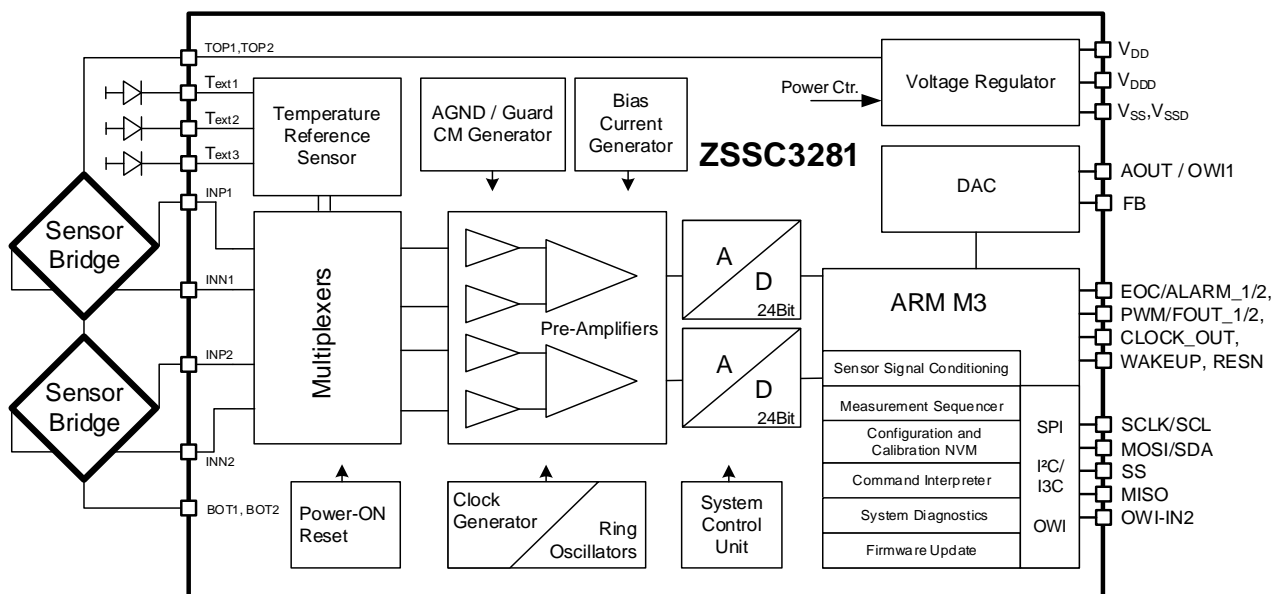 TOP1,TOP2
Text1
Text2
Text3
INP1
INN1
INP2
INN2
BOT1, BOT2
Sensor
Bridge
Sensor
Bridge
Temperature
Reference
Sensor
AGND / Guard
CM Generator
Bias
Current
Generator
ZSSC3281
Power Ctr.
Voltage Regulator
VDD
VDDD
VSS,VSSD
DAC
AOUT / OWI1
FB
Multiplexers
Pre-Amplifiers
A
D
24Bit
A
D
24Bit
ARM M3
Sensor Signal Conditioning
Measurement Sequencer
Configuration and
Calibration NVM
Command Interpreter
System Diagnostics
Firmware Update
SPI
I²C/
I3C
OWI
EOC/ALARM_1/2,
PWM/FOUT_1/2,
CLOCK_OUT,
WAKEUP, RESN
SCLK/SCL
MOSI/SDA
SS
MISO
OWI-IN2
Power-ON
Reset
Clock
Generator
Ring
Oscillators
System
Control
Unit